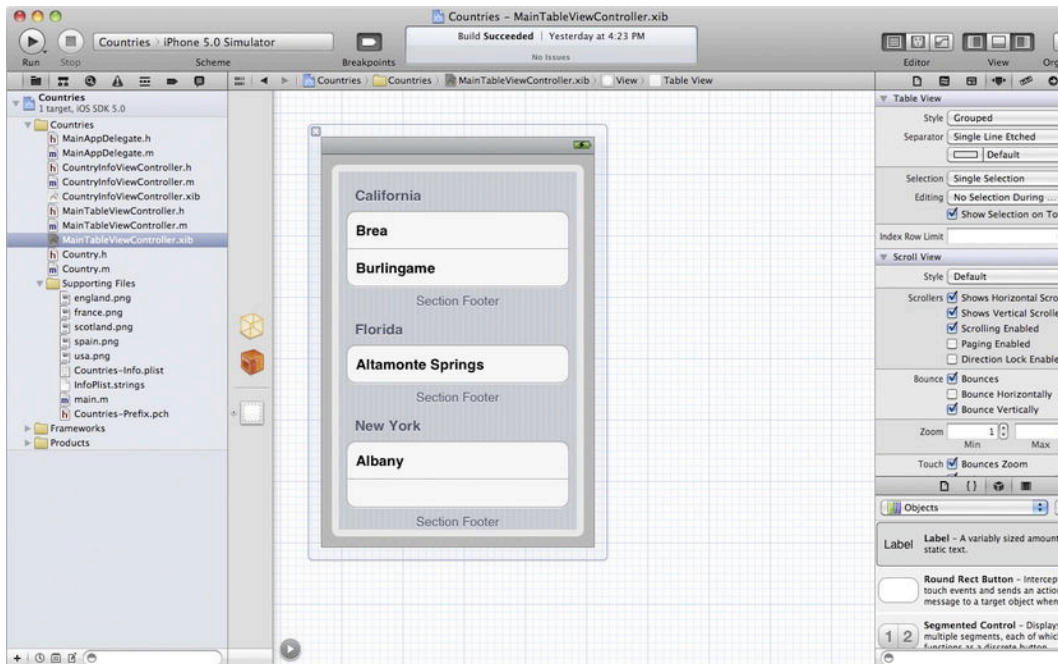 Countries – MainTableViewController.xib
Run
Stop
Countries
iPhone 5.0 Simulator
Scheme
Breakpoints
Build Succeeded | Yesterday at 4:23 PM
No Issues
Editor
View
Org
Countries
Countries
MainTableViewController.xib
View
Table View
Countries
1 target, iOS SDK 5.0
Countries
MainAppDelegate.h
MainAppDelegate.m
CountryInfoViewController.h
CountryInfoViewController.m
CountryInfoViewController.xib
MainTableViewController.h
MainTableViewController.m
MainTableViewController.xib
Country.h
Country.m
Supporting Files
england.png
france.png
scotland.png
spain.png
usa.png
Countries-Info.plist
InfoPlist.strings
main.m
Countries-Prefix.pch
Frameworks
Products
California
Brea
Burlingame
Section Footer
Florida
Altamonte Springs
Section Footer
New York
Albany
Section Footer
Table View
Style Grouped
Separator Single Line Etched
Default
Selection Single Selection
Editing No Selection During ...
Show Selection on To
Index Row Limit
Scroll View
Style Default
Scrollers Shows Horizontal Scro
Shows Vertical Scrolle
Scrolling Enabled
Paging Enabled
Direction Lock Enable
Bounce Bounces
Bounce Horizontally
Bounce Vertically
Zoom 1
Min Max
Touch Bounces Zoom
{}
Objects
Label
Label – A variably sized amount
static text.
Round Rect Button – Intercep
touch events and sends an actio
message to a target object when
1 2
Segmented Control – Displays
multiple segments, each of whic
functions as a discrete button